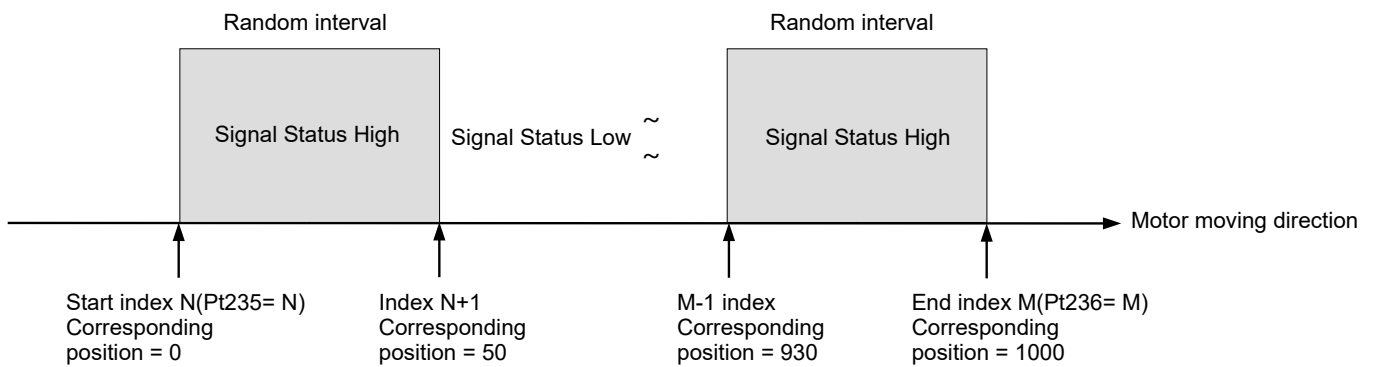 Random interval
Random interval
Signal Status High
Signal Status Low
~
~
Signal Status High
Motor moving direction
Start index N(Pt235= N)
Corresponding
position = 0
Index N+1
Corresponding
position = 50
M-1 index
Corresponding
position = 930
End index M(Pt236= M)
Corresponding
position = 1000